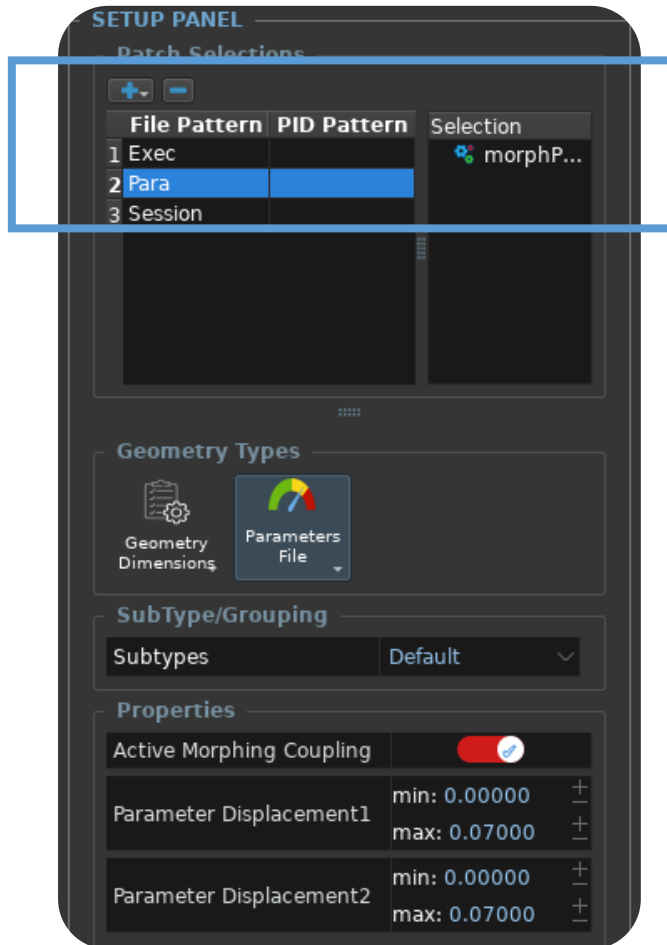 SETUP PANEL
Patch Selections
File Pattern PID Pattern Selection
1 Exec morphP...
2 Para
3 Session
Geometry Types
Geometry Dimensions
Parameters File
SubType/Grouping
Subtypes Default
Properties
Active Morphing Coupling
Parameter Displacement1
min: 0.00000
max: 0.07000
Parameter Displacement2
min: 0.00000
max: 0.07000